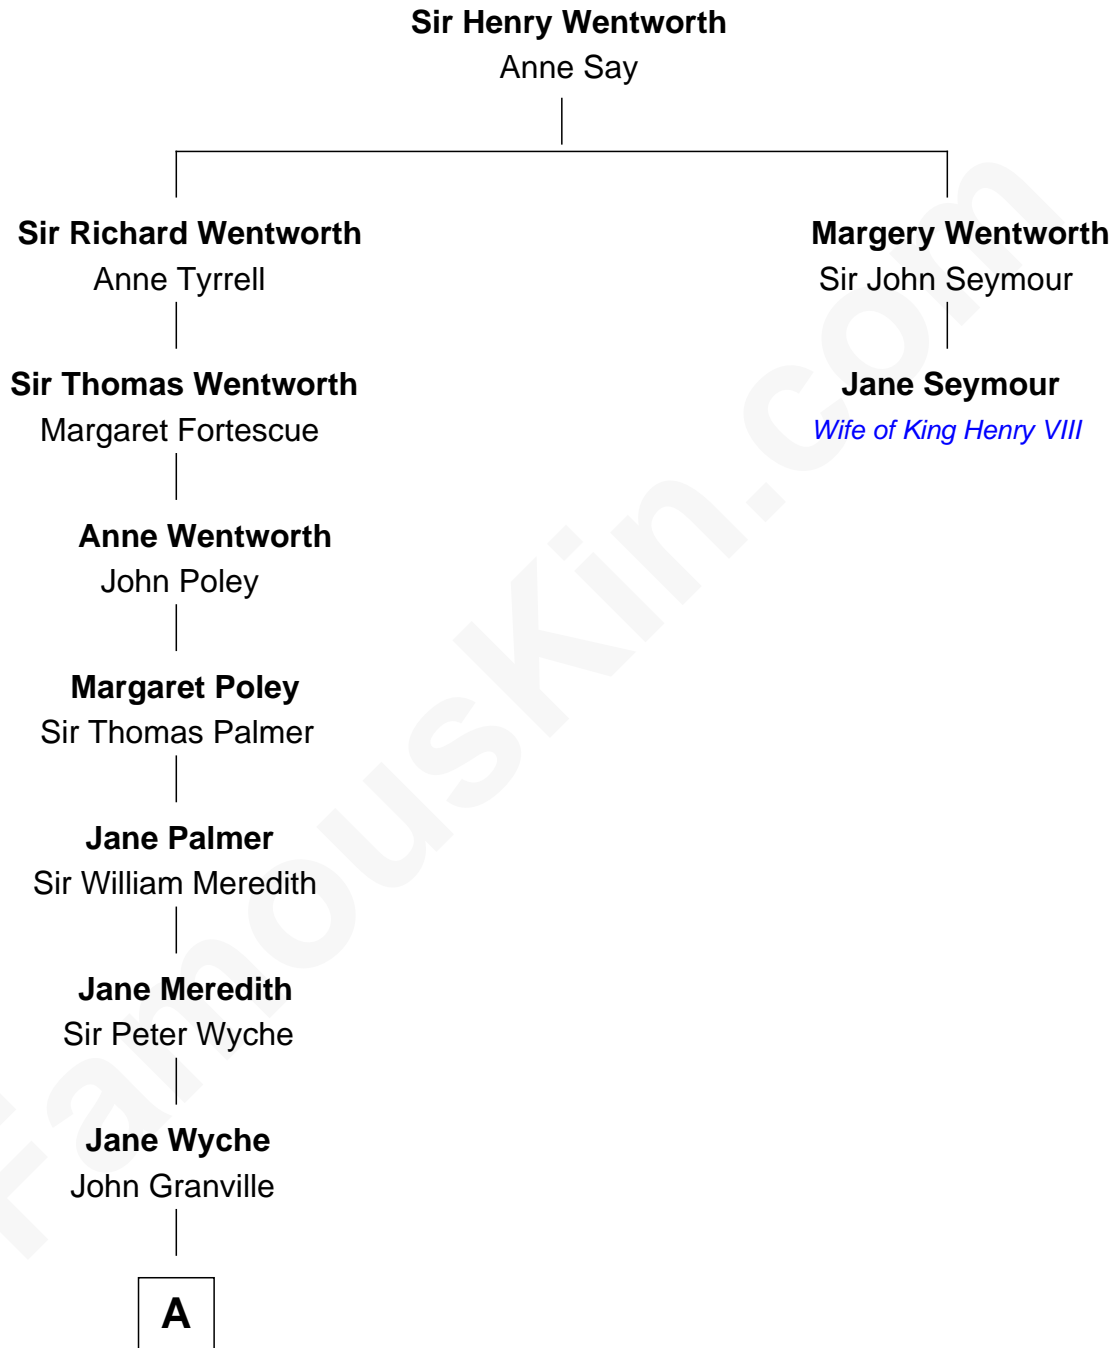 Sir Henry Wentworth
Anne Say
Sir Richard Wentworth
Anne Tyrrell
Margery Wentworth
Sir John Seymour
Sir Thomas Wentworth
Margaret Fortescue
Jane Seymour
Wife of King Henry VIII
Anne Wentworth
John Poley
Margaret Poley
Sir Thomas Palmer
Jane Palmer
Sir William Meredith
Jane Meredith
Sir Peter Wyche
Jane Wyche
John Granville
A
FamousKin.com